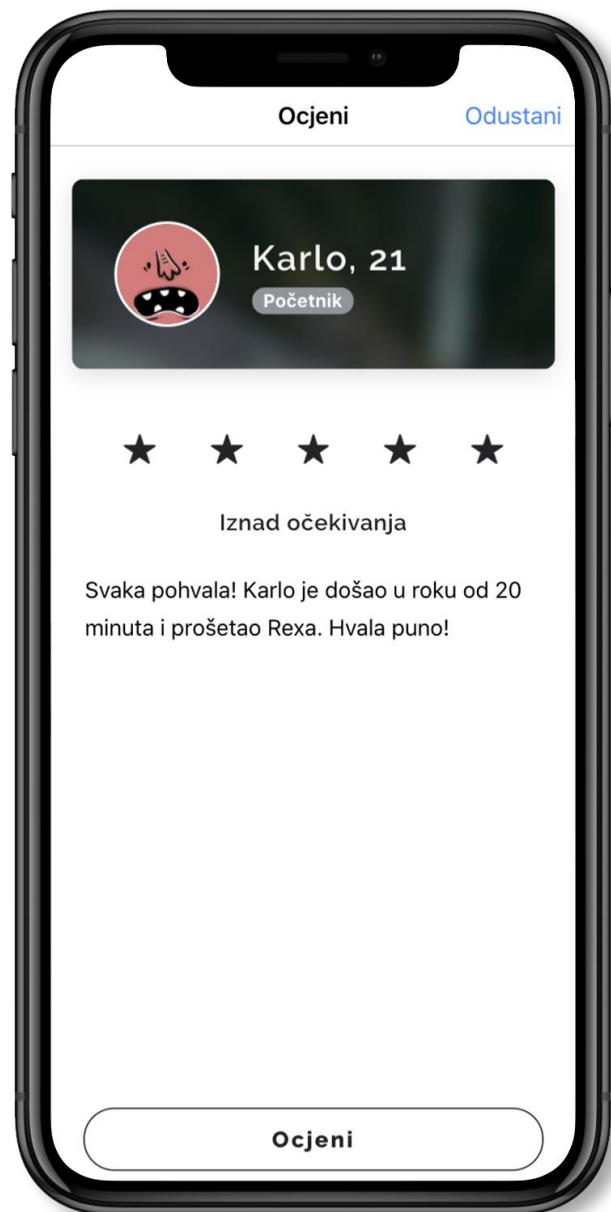 Ocjeni
Odustani
Karlo, 21
Početnik
Iznad očekivanja
Svaka pohvala! Karlo je došao u roku od 20
minuta i prošetao Rexa. Hvala puno!
Ocjeni